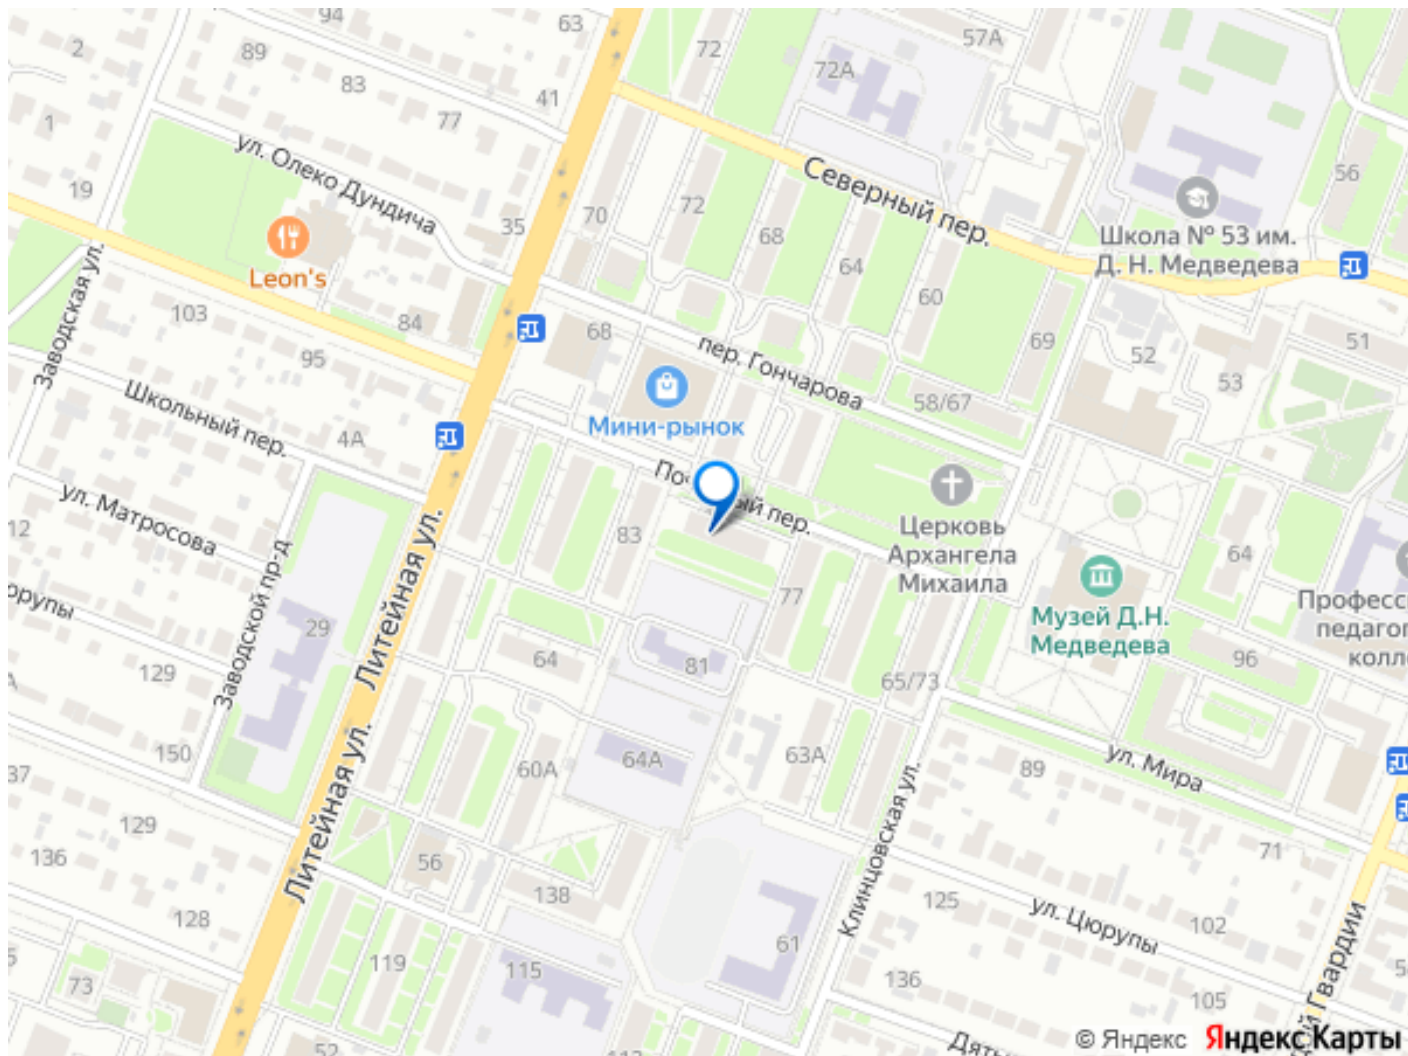 94
63
57А
2
89
72
72А
83
41
1
77
56
ул. Олеко Дундича
Северный пер.
19
35
70
72
68
Школа № 53 им.
Д. Н. Медведева
Leon's
64
60
Заводская ул.
103
84
68
пер. Гончарова
69
52
51
95
53
58/67
Школьный пер.
4А
Мини-рынок
ул. Матросова
12
83
Церковь
Архангела
Михаила
64
77
Музей Д.Н.
Медведева
Заводской пр-д
29
Литейная ул.
64
81
96
129
65/73
150
64А
63А
60А
89
ул. Мира
37
Литейная ул.
129
136
56
71
Клинцовская ул.
138
125
ул. Цюрупы
102
128
61
119
115
136
73
105
52
© Яндекс
Яндекс Карты